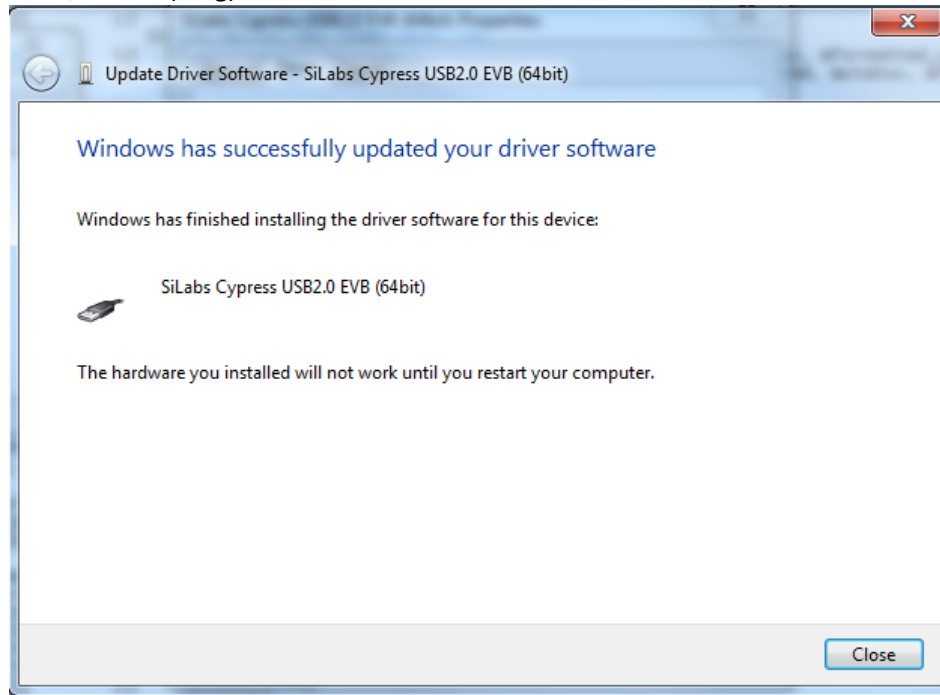 Update Driver Software - SiLabs Cypress USB2.0 EVB (64bit)
Windows has successfully updated your driver software
Windows has finished installing the driver software for this device:
SiLabs Cypress USB2.0 EVB (64bit)
The hardware you installed will not work until you restart your computer.
Close